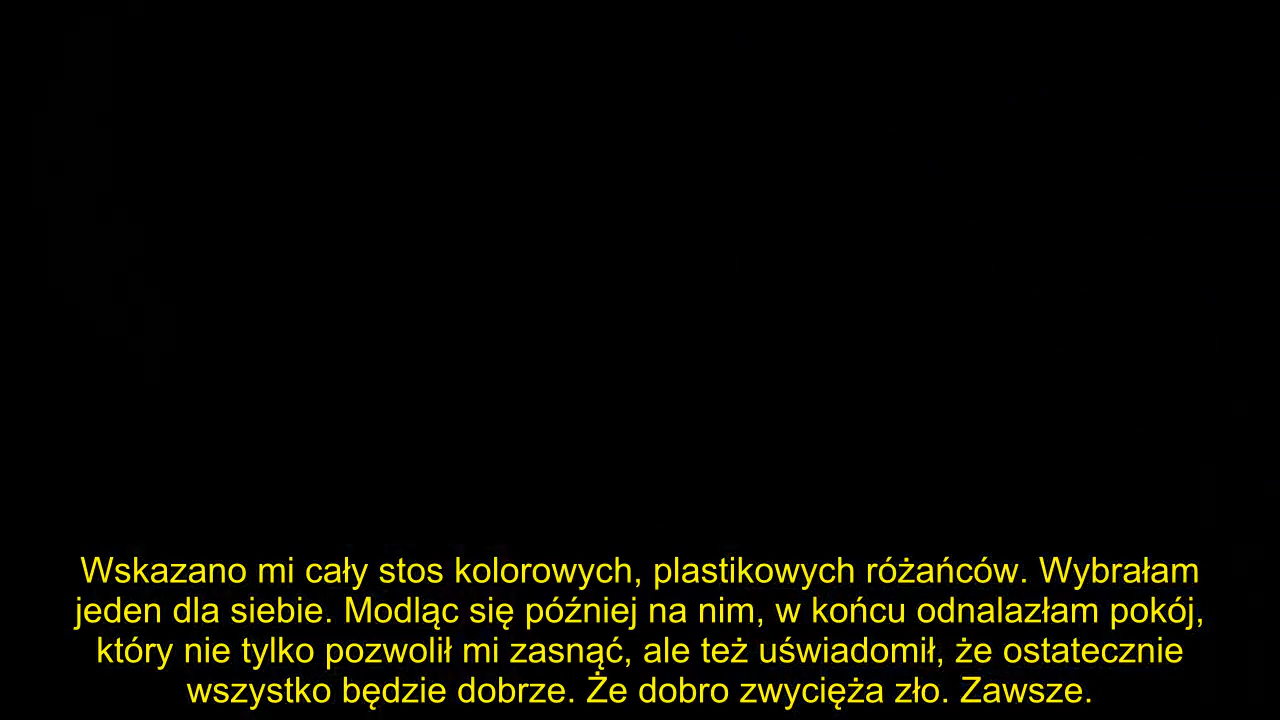 Wskazano mi cały stos kolorowych, plastikowych różańców. Wybrałam
jeden dla siebie. Modląc się później na nim, w końcu odnalazłam pokój,
który nie tylko pozwolił mi zasnąć, ale też uświadomił, że ostatecznie
wszystko będzie dobrze. Że dobro zwycięża zło. Zawsze.